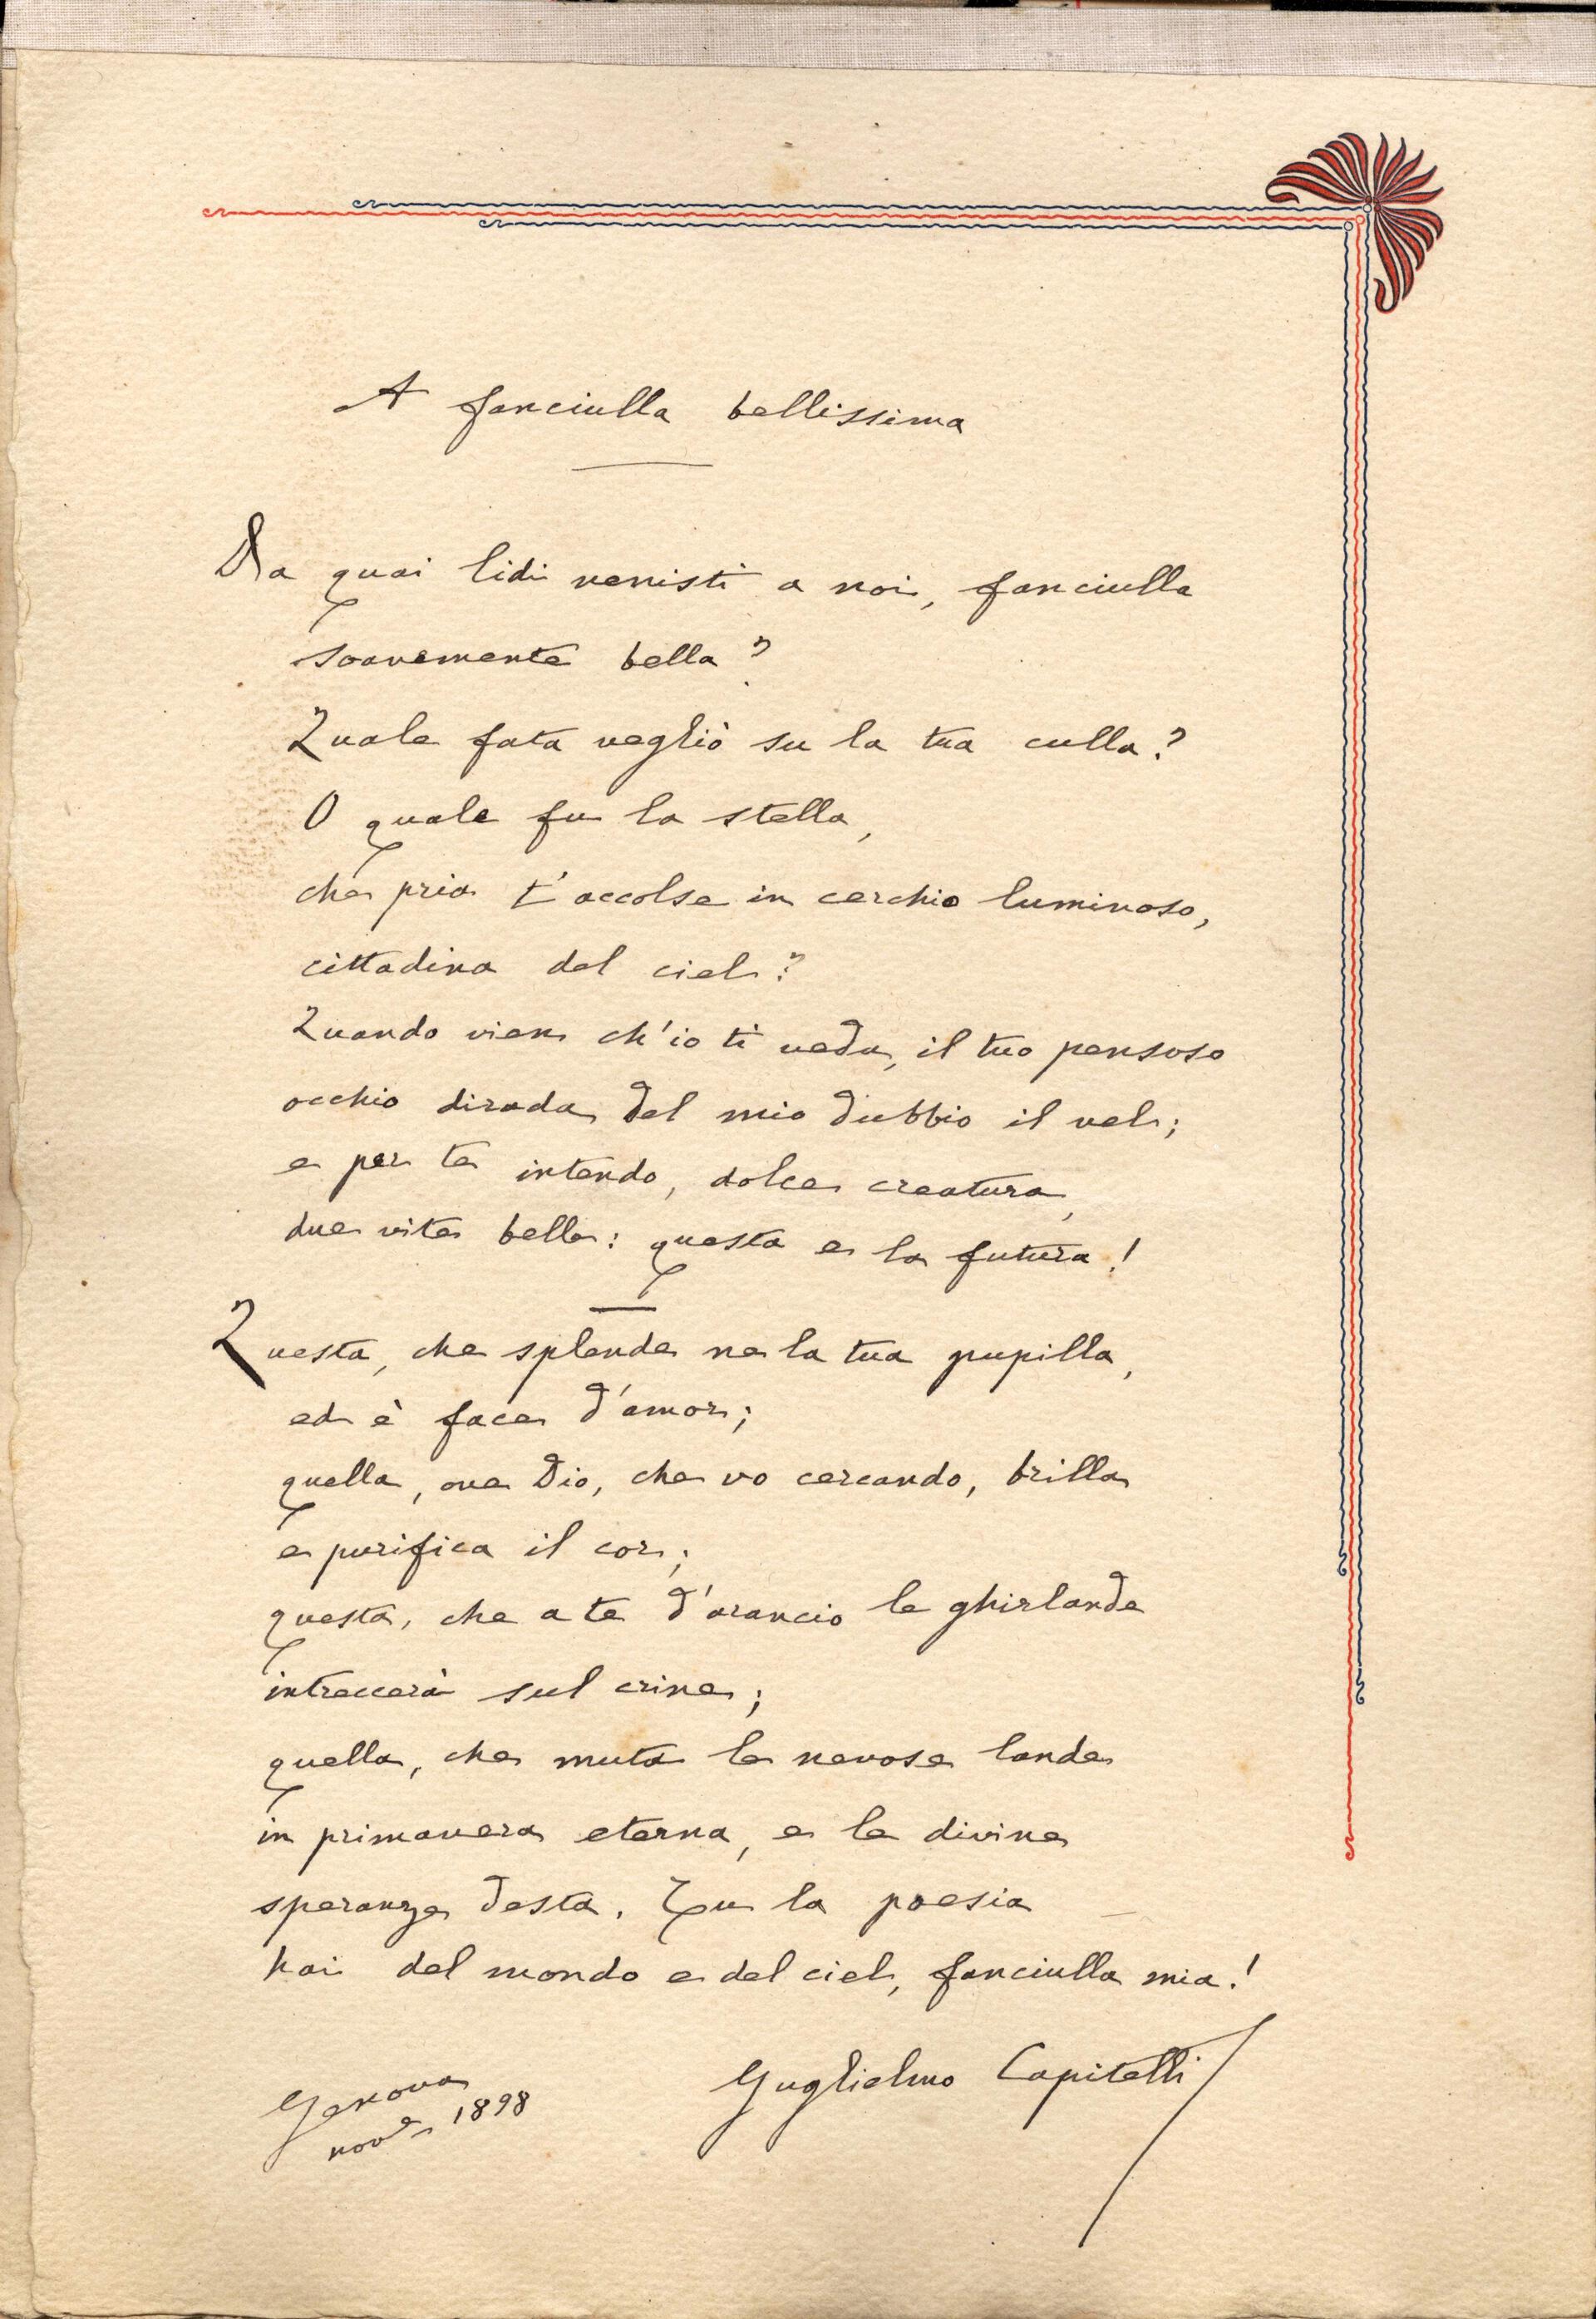 A fanciulla bellissima
Da quai lidi venisti a noi, fanciulla
soavemente bella?
Quale fata vegliò su la tua culla?
O quale fu la stella,
che pria t'accolse in cerchio luminoso,
cittadina del ciel?
Quando vien ch'io ti veda, il tuo pensoso
occhio dirada del mio dubbio il vel;
e per te intendo, dolce creatura,
due vite belle: questa e la futura!
Questa, che splende ne la tua pupilla,
ed è face d'amor;
quella, ove Dio, che vo cercando, brilla
e purifica il cor;
questa, che a te d'arancio le ghirlande
intreccerà sul crine;
quella, che muta le nevose lande
in primavera eterna, e le divine
speranze desta. Tu la poesia
hai del mondo e del ciel, fanciulla mia!
Guglielmo Capitelli
Genova
nov.e 1898